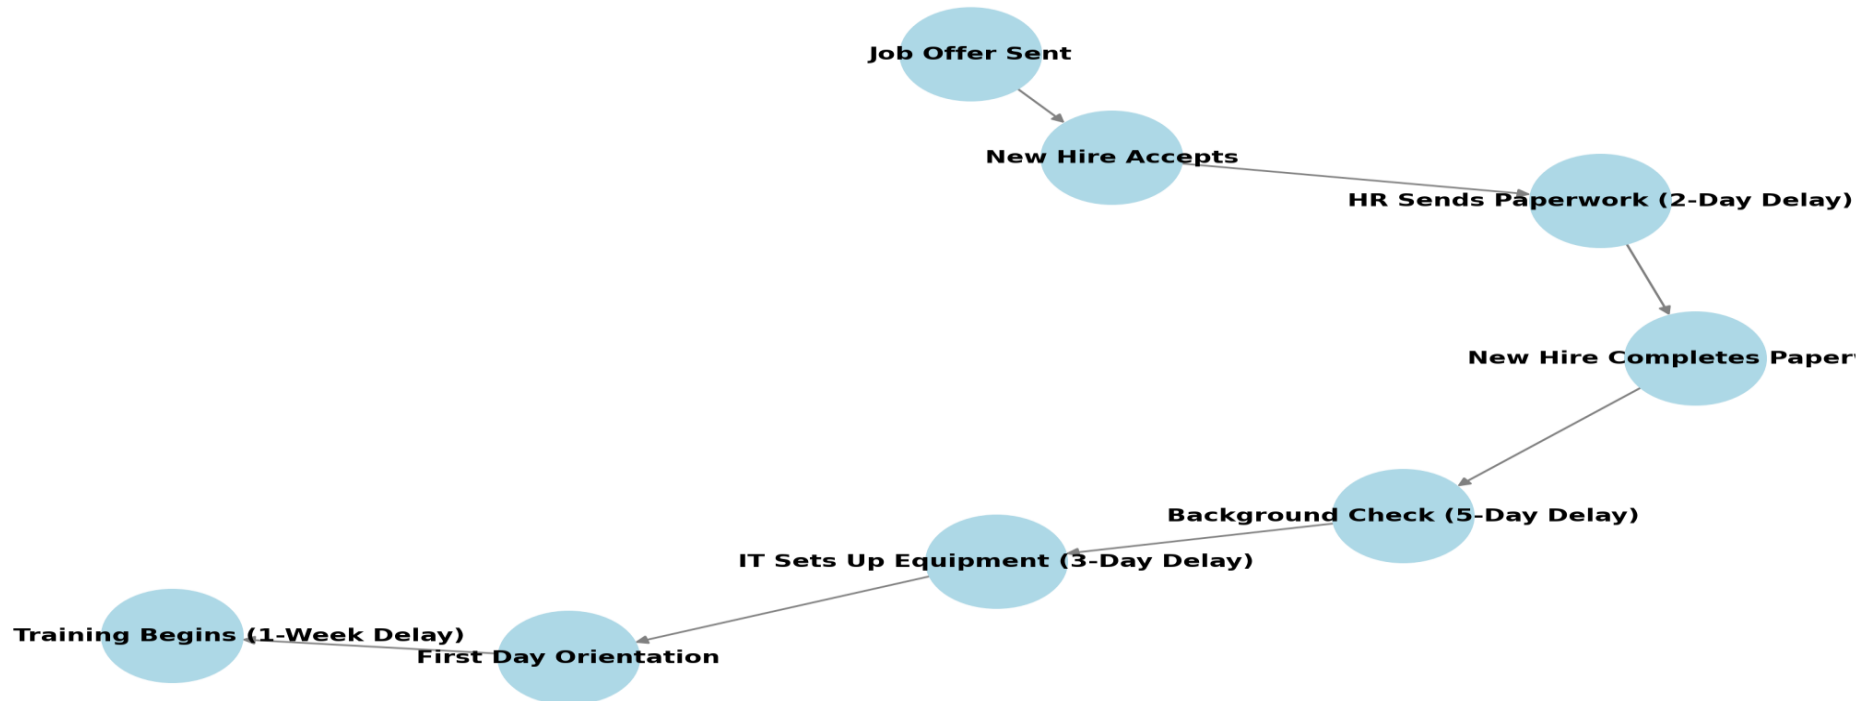 Job Offer Sent
New Hire Accepts
HR Sends Paperwork (2-Day Delay)
New Hire Completes Paper
Background Check (5-Day Delay)
IT Sets Up Equipment (3-Day Delay)
Training Begins (1-Week Delay)
First Day Orientation